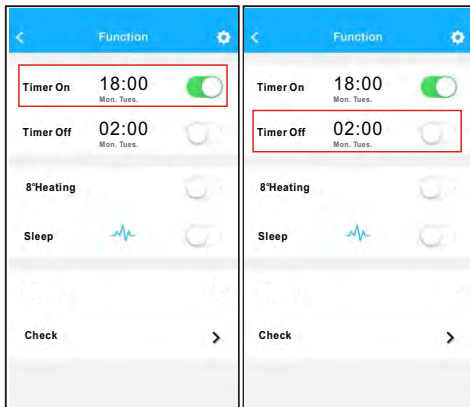 Function
Timer On 18:00
Mon. Tues.
Timer Off 02:00
Mon. Tues.
8°Heating
Sleep
Check
Function
Timer On 18:00
Mon. Tues.
Timer Off 02:00
Mon. Tues.
8°Heating
Sleep
Check